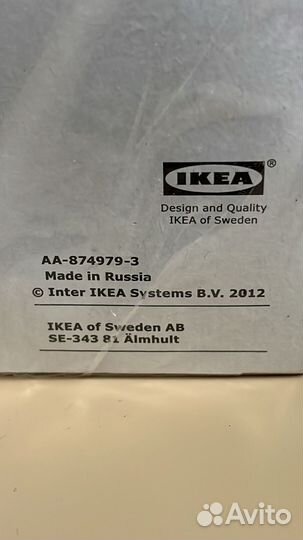 IKEA®
Design and Quality
IKEA of Sweden
AA-874979-3
Made in Russia
© Inter IKEA Systems B.V. 2012
IKEA of Sweden AB
SE-343 81 Älmhult
Avito